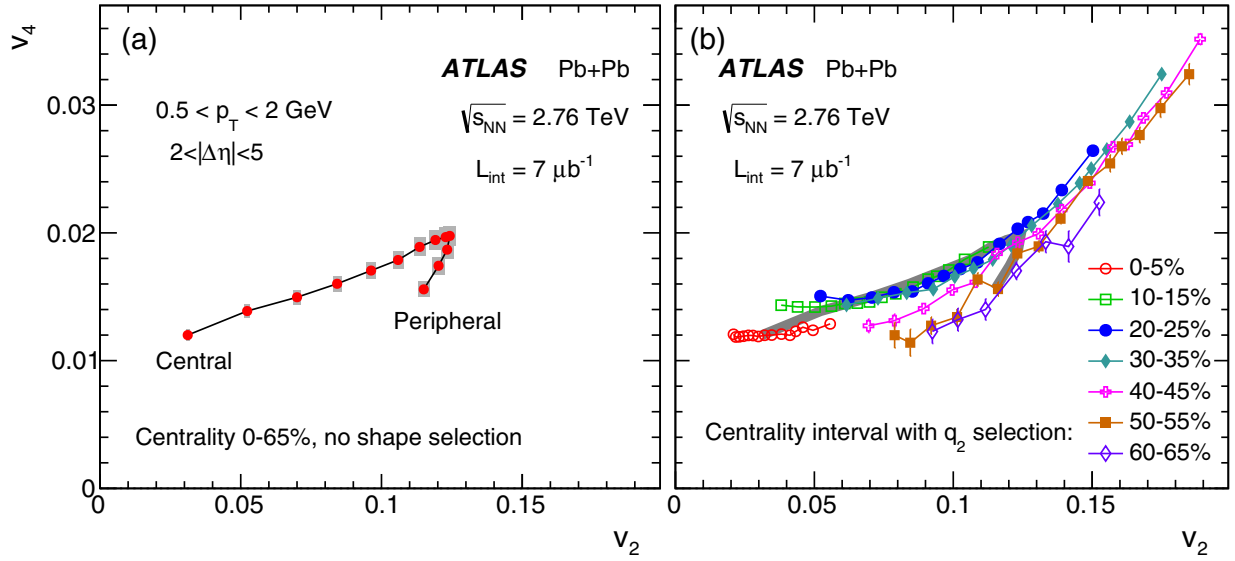 v4
(a)
ATLAS Pb+Pb
0.5 < pT < 2 GeV
√sNN = 2.76 TeV
2<|Δη|<5
Lint = 7 μb-1
Peripheral
Central
Centrality 0-65%, no shape selection
0.03
0.02
0.01
0
0 0.05 0.1 0.15
v2
(b)
ATLAS Pb+Pb
√sNN = 2.76 TeV
Lint = 7 μb-1
0-5%
10-15%
20-25%
30-35%
40-45%
50-55%
60-65%
Centrality interval with q2 selection:
0 0.05 0.1 0.15
v2